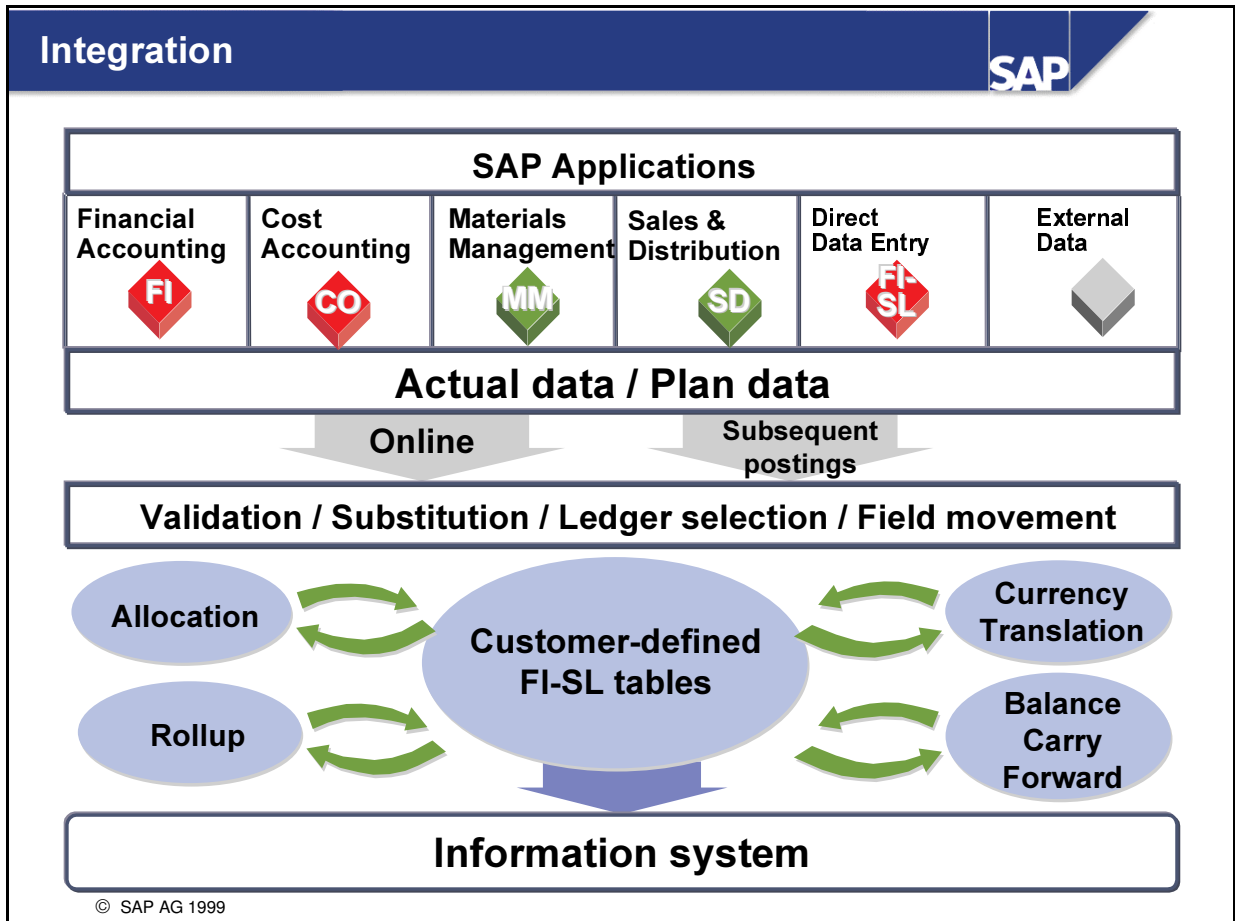 Integration
SAP
SAP Applications
Financial
Accounting
FI
Cost
Accounting
CO
Materials
Management
MM
Sales &
Distribution
SD
Direct
Data Entry
FI-
SL
External
Data
Actual data / Plan data
Online
Subsequent
postings
Validation / Substitution / Ledger selection / Field movement
Allocation
Customer-defined
FI-SL tables
Currency
Translation
Rollup
Balance
Carry
Forward
Information system
© SAP AG 1999